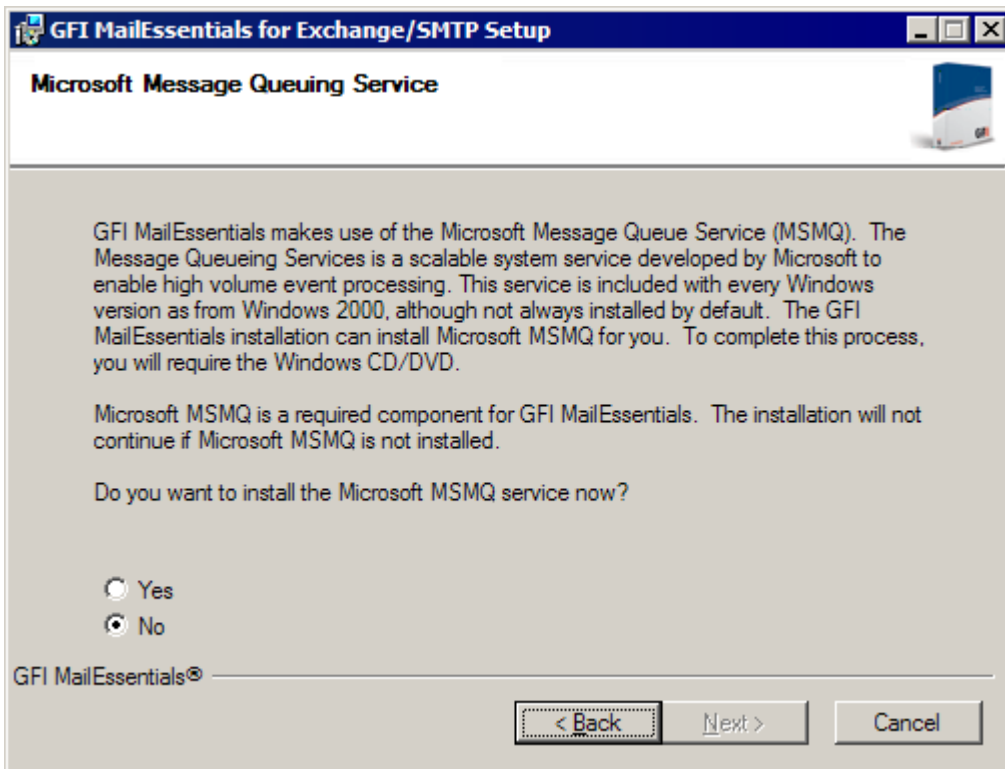 GFI MailEssentials for Exchange/SMTP Setup
Microsoft Message Queuing Service
GFI
GFI MailEssentials makes use of the Microsoft Message Queue Service (MSMQ).  The
Message Queueing Services is a scalable system service developed by Microsoft to
enable high volume event processing. This service is included with every Windows
version as from Windows 2000, although not always installed by default.  The GFI
MailEssentials installation can install Microsoft MSMQ for you.  To complete this process,
you will require the Windows CD/DVD.
Microsoft MSMQ is a required component for GFI MailEssentials.  The installation will not
continue if Microsoft MSMQ is not installed.
Do you want to install the Microsoft MSMQ service now?
Yes
No
GFI MailEssentials®
< Back
Next >
Cancel